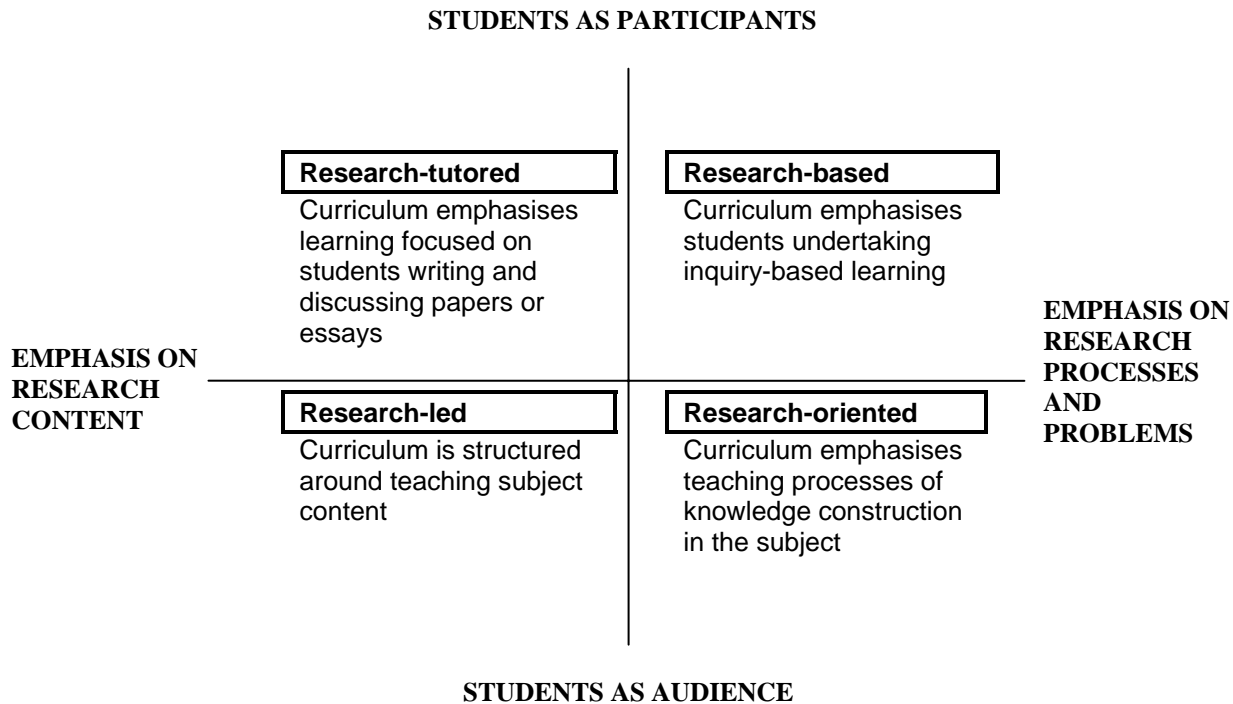 STUDENTS AS PARTICIPANTS
Research-tutored
Curriculum emphasises
learning focused on
students writing and
discussing papers or
essays
Research-based
Curriculum emphasises
students undertaking
inquiry-based learning
EMPHASIS ON
RESEARCH
CONTENT
EMPHASIS ON
RESEARCH
PROCESSES
AND
PROBLEMS
Research-led
Curriculum is structured
around teaching subject
content
Research-oriented
Curriculum emphasises
teaching processes of
knowledge construction
in the subject
STUDENTS AS AUDIENCE